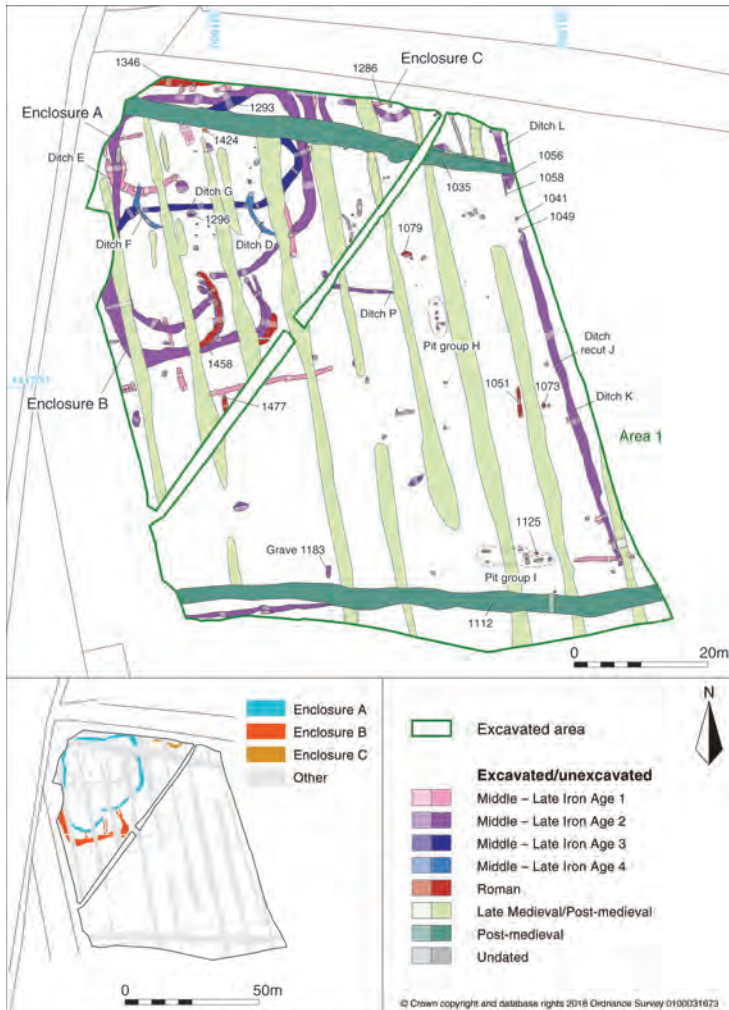 1346
1286
Enclosure C
1293
Enclosure A
1424
Ditch L
Ditch E
1056
1035
1058
Ditch G
1041
1296
1079
1049
Ditch F
Ditch D
Ditch P
Pit group H
Ditch
recut J
1458
Ditch K
Enclosure B
1477
1051
1073
Area 1
1125
Grave 1183
Pit group I
1112
0
20m
Enclosure A
Enclosure B
Enclosure C
Other
0
50m
N
Excavated area
Excavated/unexcavated
Middle – Late Iron Age 1
Middle – Late Iron Age 2
Middle – Late Iron Age 3
Middle – Late Iron Age 4
Roman
Late Medieval/Post-medieval
Post-medieval
Undated
© Crown copyright and database rights 2018 Ordnance Survey 0100031673